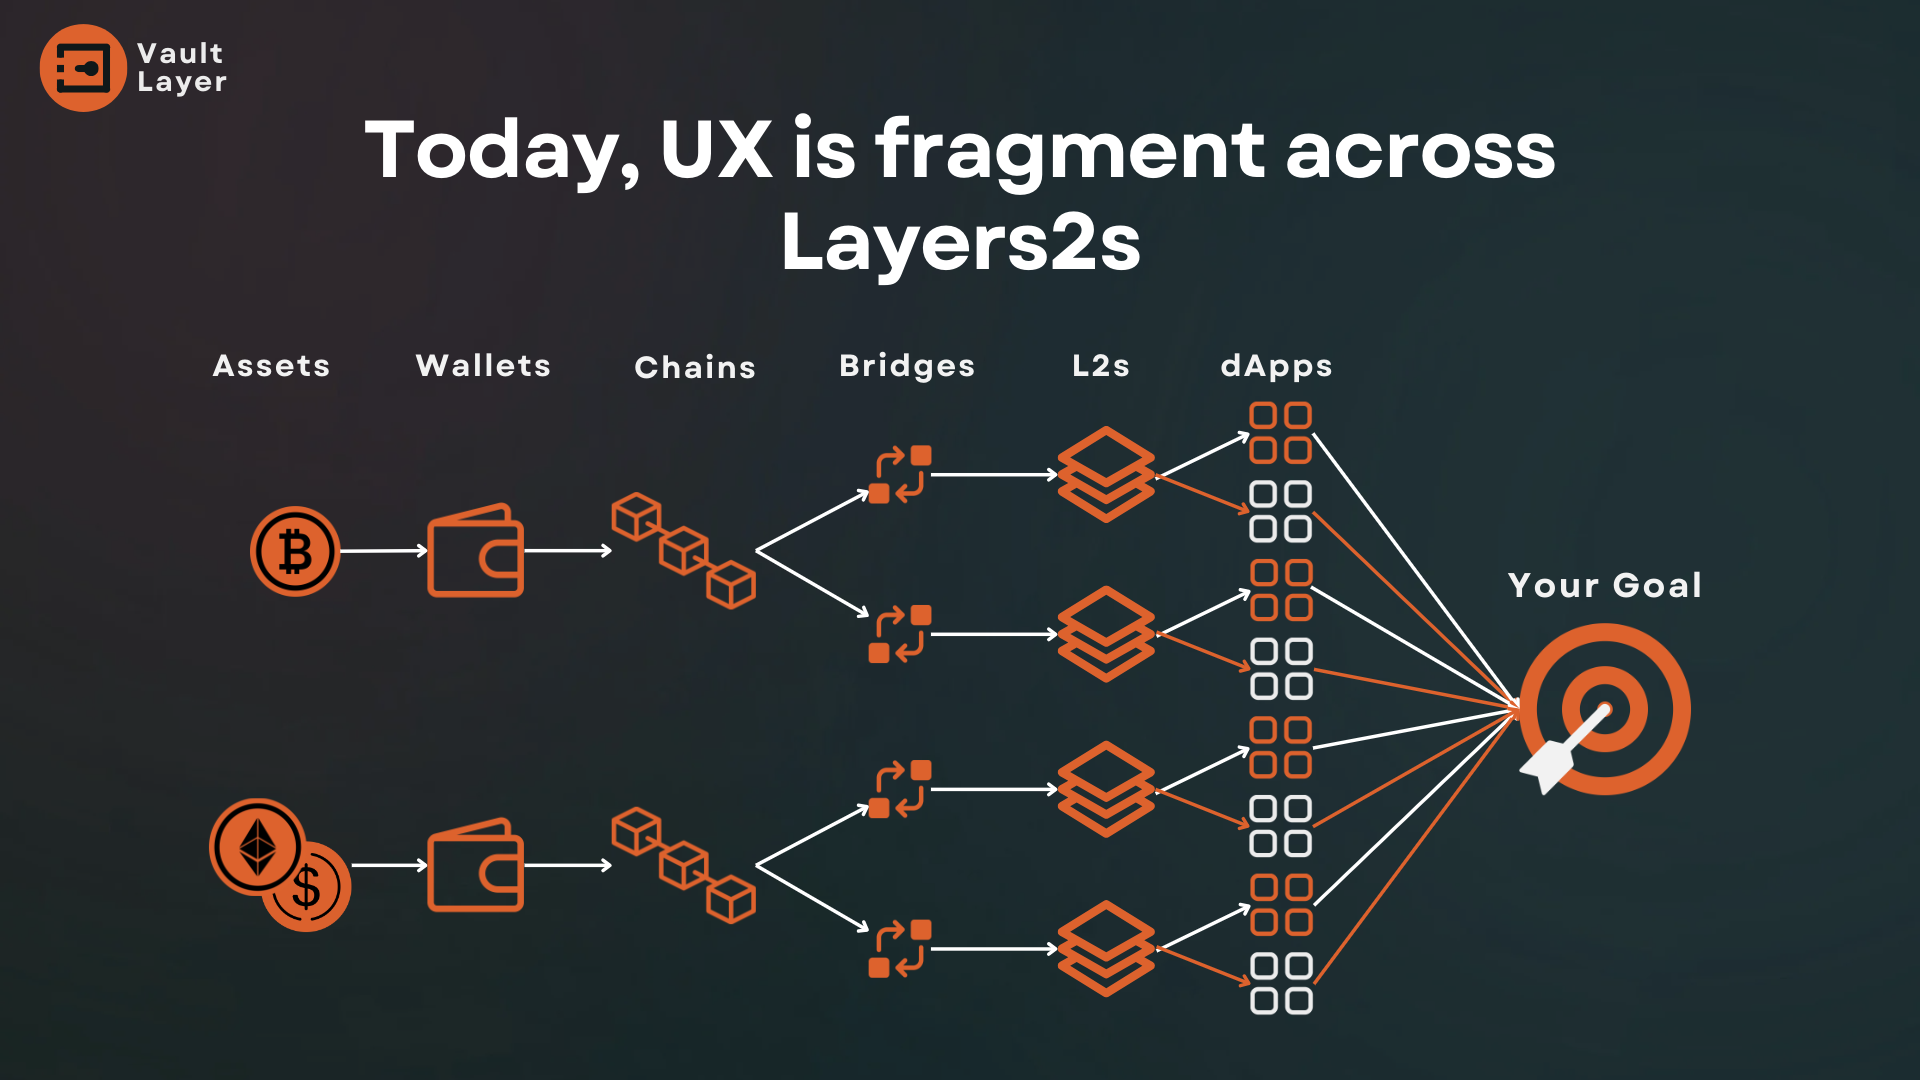 Vault
Layer
Today, UX is fragment across
Layers2s
Assets Wallets Chains Bridges L2s dApps
Your Goal